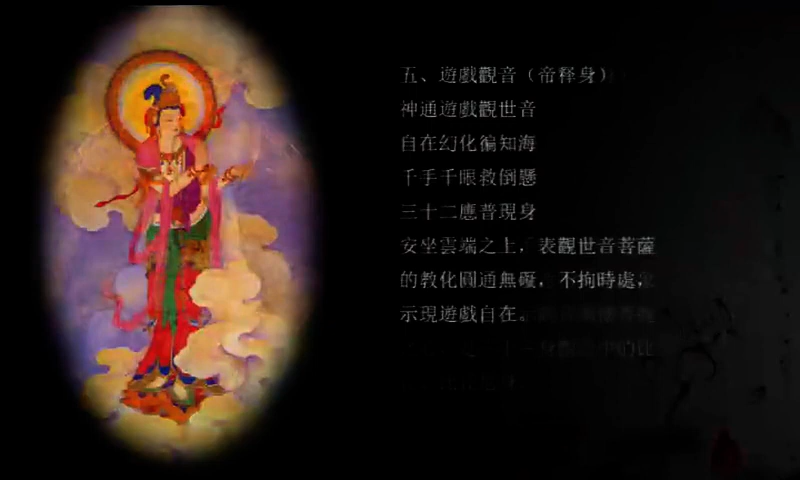 五、遊戲觀音（帝释身）
神通遊戲觀世音
自在幻化徧知海
千手千眼救倒懸
三十二應普現身
安坐雲端之上，表觀世音菩薩
的教化圓通無礙，不拘時處，
示現遊戲自在。